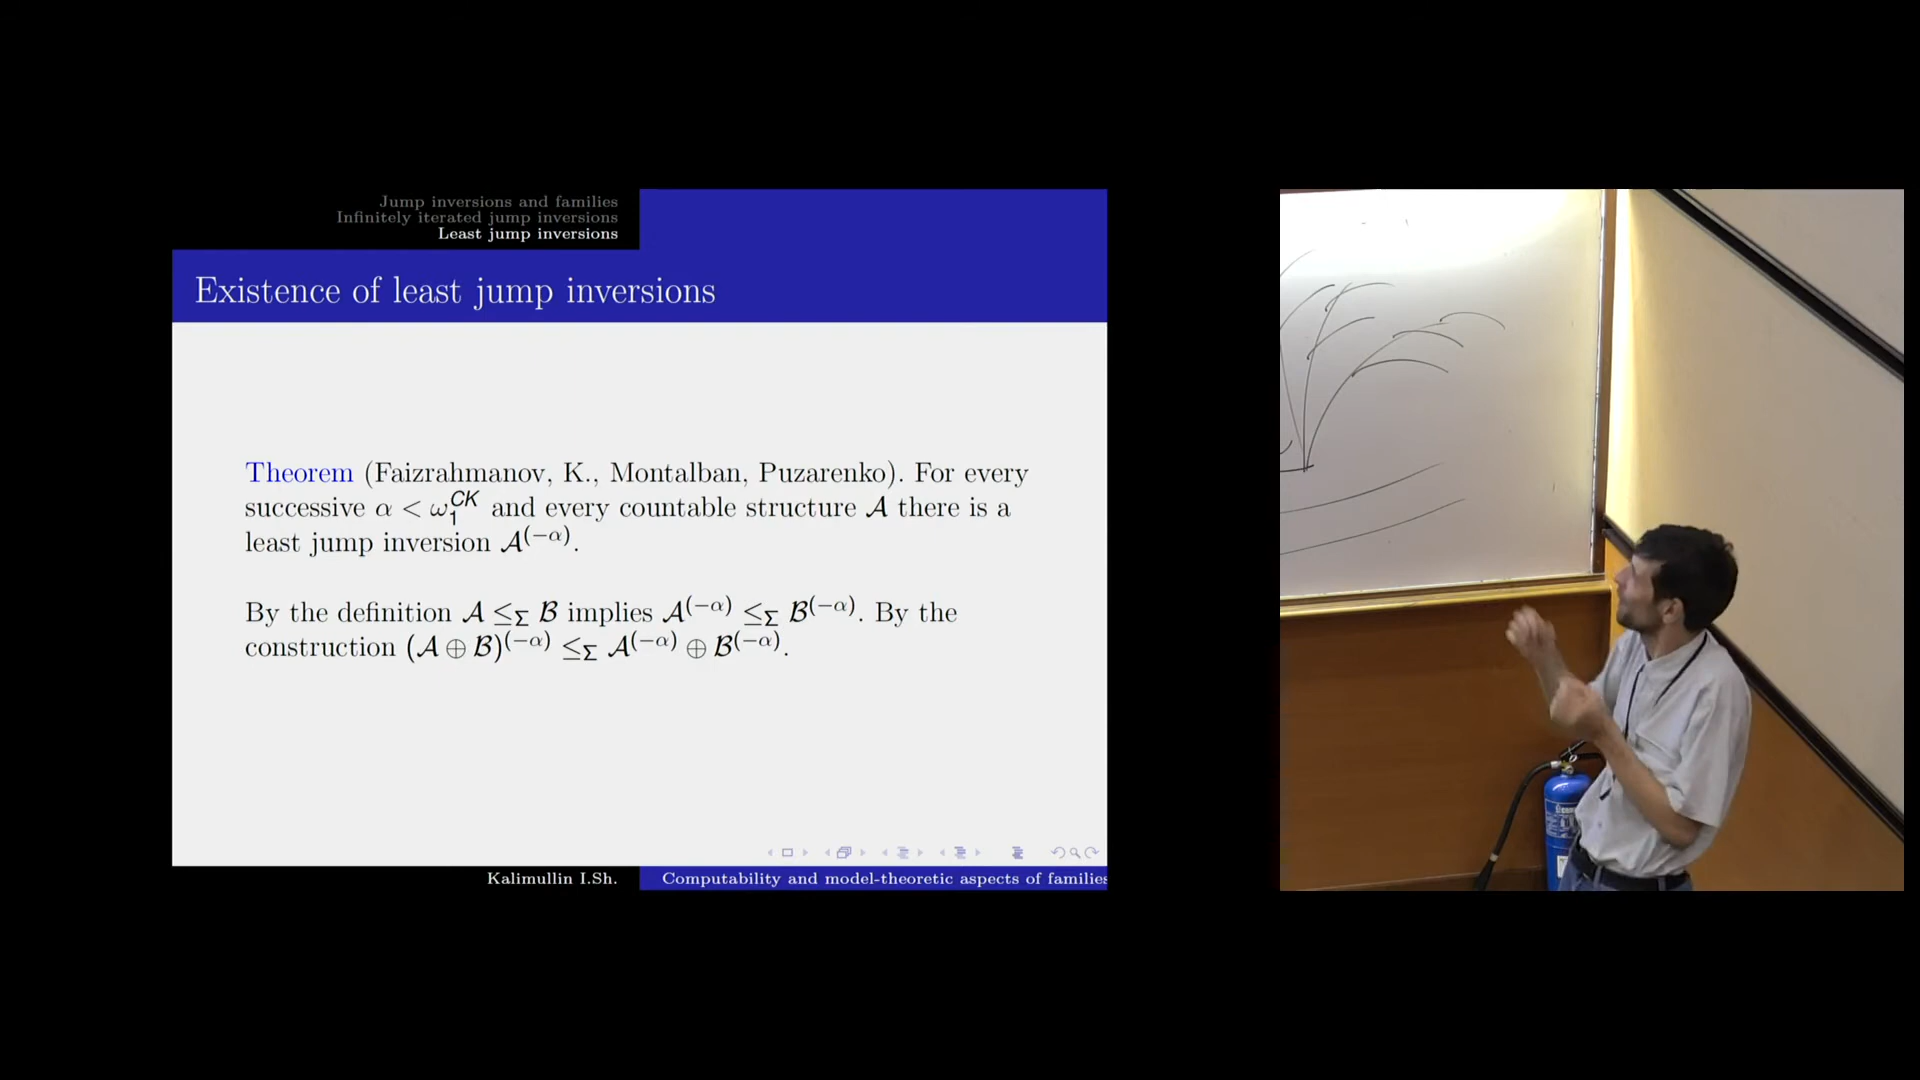 Jump inversions and families
Infinitely iterated jump inversions
Least jump inversions
Existence of least jump inversions
Theorem (Faizrahmanov, K., Montalban, Puzarenko). For every
successive α < ω₁^{CK} and every countable structure 𝒜 there is a
least jump inversion 𝒜^{(−α)}.
By the definition 𝒜 ≤_Σ ℬ implies 𝒜^{(−α)} ≤_Σ ℬ^{(−α)}. By the
construction (𝒜 ⊕ ℬ)^{(−α)} ≤_Σ 𝒜^{(−α)} ⊕ ℬ^{(−α)}.
Kalimullin I.Sh.
Computability and model-theoretic aspects of families